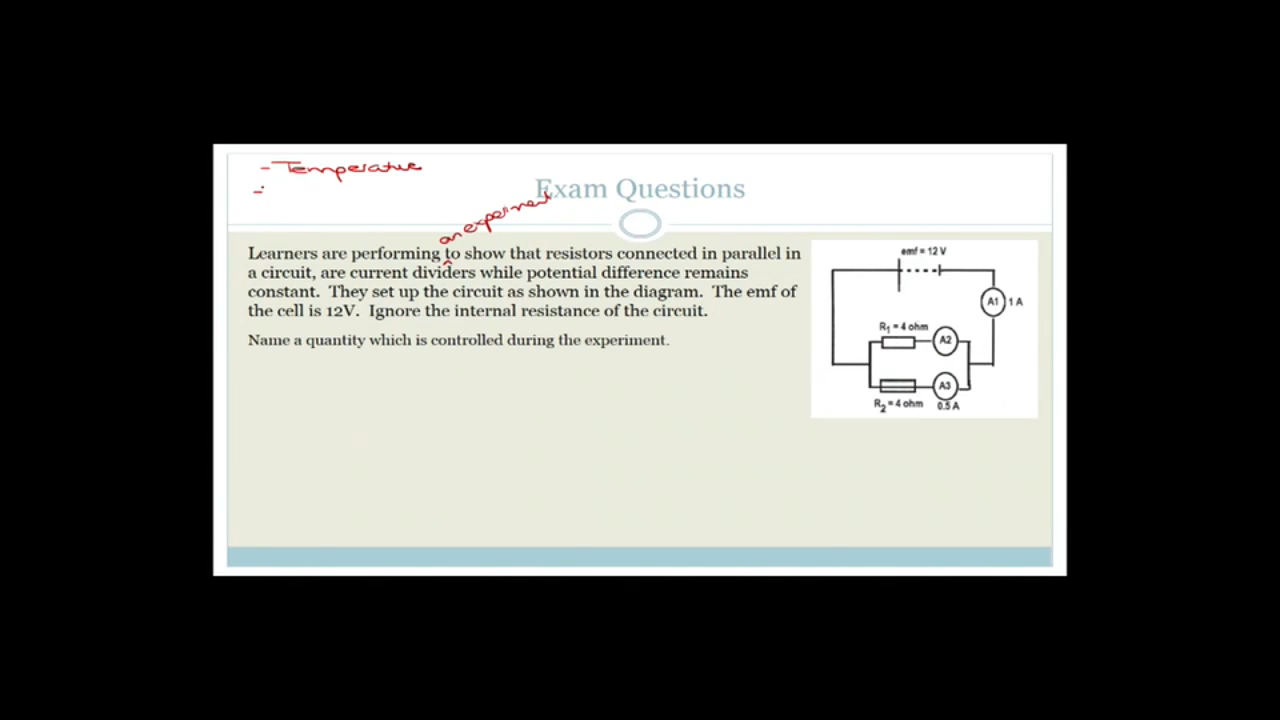 - Temperature
-
Exam Questions
an experiment
Learners are performing to show that resistors connected in parallel in
a circuit, are current dividers while potential difference remains
constant. They set up the circuit as shown in the diagram. The emf of
the cell is 12V. Ignore the internal resistance of the circuit.
Name a quantity which is controlled during the experiment.
emf = 12 V
A1 1 A
R1 = 4 ohm
A2
A3
R2 = 4 ohm 0.5 A